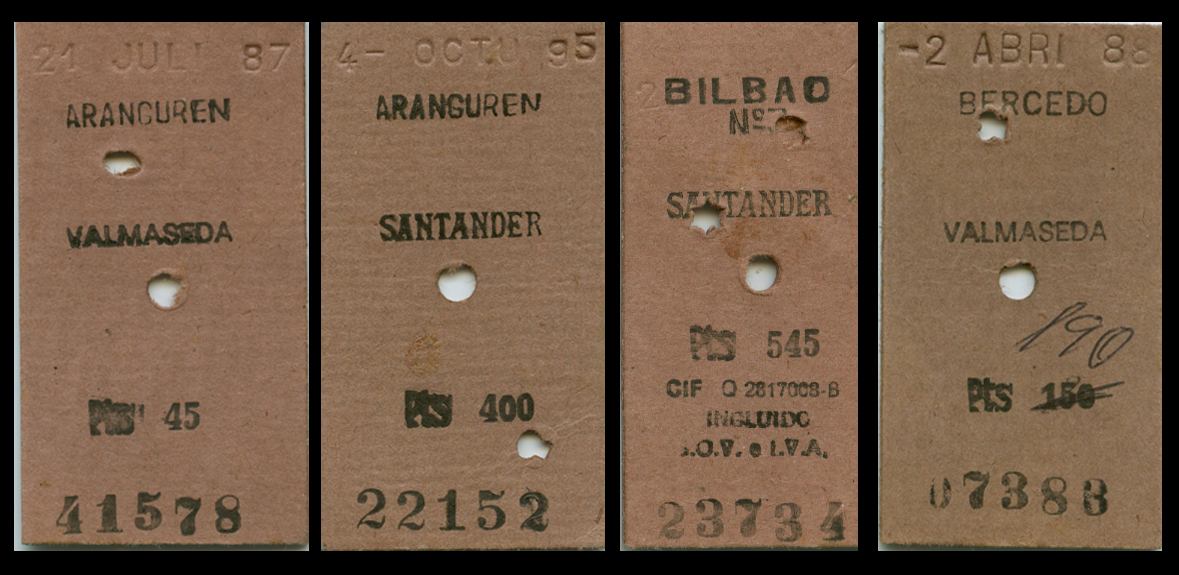 21 JUL 87
ARANGUREN
VALMASEDA
Pts 45
41578
4- OCTU 95
ARANGUREN
SANTANDER
Pts 400
22152
BILBAO
Nº
SANTANDER
Pts 545
CIF Q 2817008-B
INCLUIDO
.O.V. e I.V.A.
23734
-2 ABRI 88
BERCEDO
VALMASEDA
190
Pts 150
07388